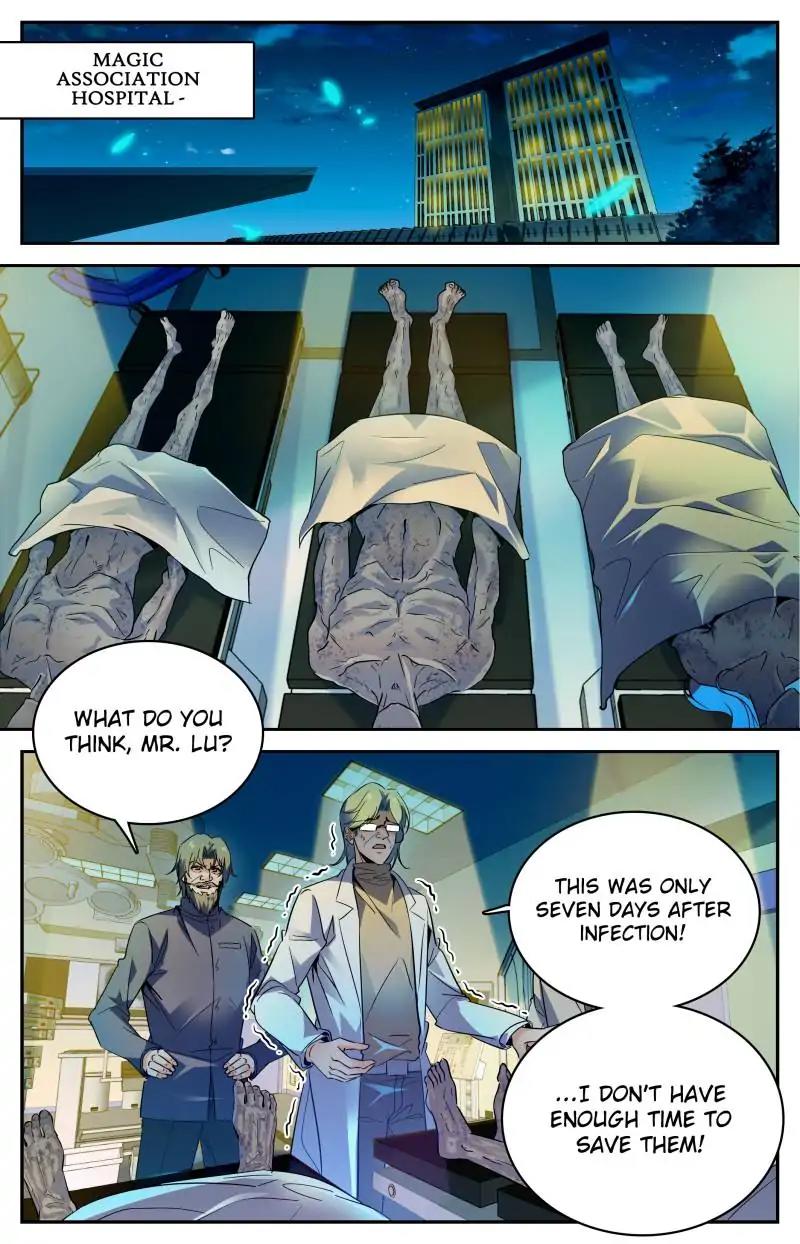 MAGIC
ASSOCIATION
HOSPITAL-
WHAT DO YOU
THINK, MR. LU?
THIS WAS ONLY
SEVEN DAYS AFTER
INFECTION!
...I DON'T HAVE
ENOUGH TIME TO
SAVE THEM!